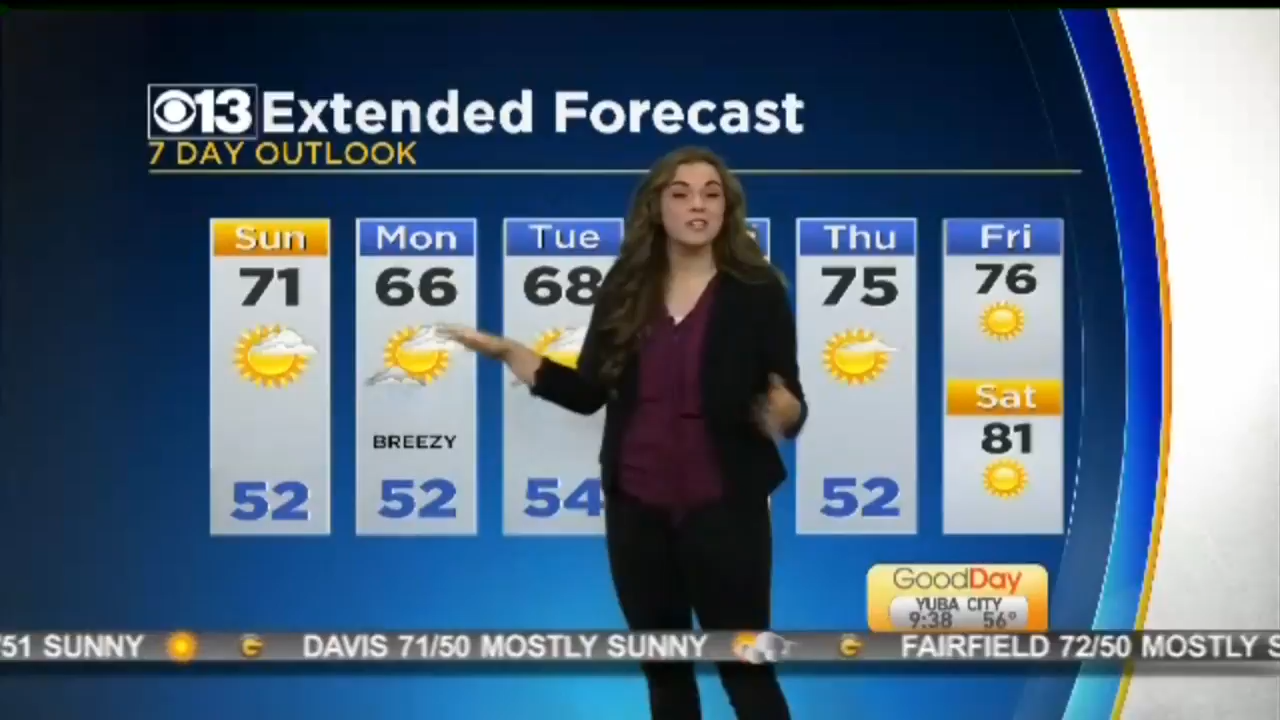 13 Extended Forecast
7 DAY OUTLOOK
Sun Mon Tue Thu Fri
71 66 68 75 76
Sat
81
BREEZY
52 52 54 52
GoodDay
YUBA CITY
9:38 56°
/51 SUNNY DAVIS 71/50 MOSTLY SUNNY FAIRFIELD 72/50 MOSTLY S